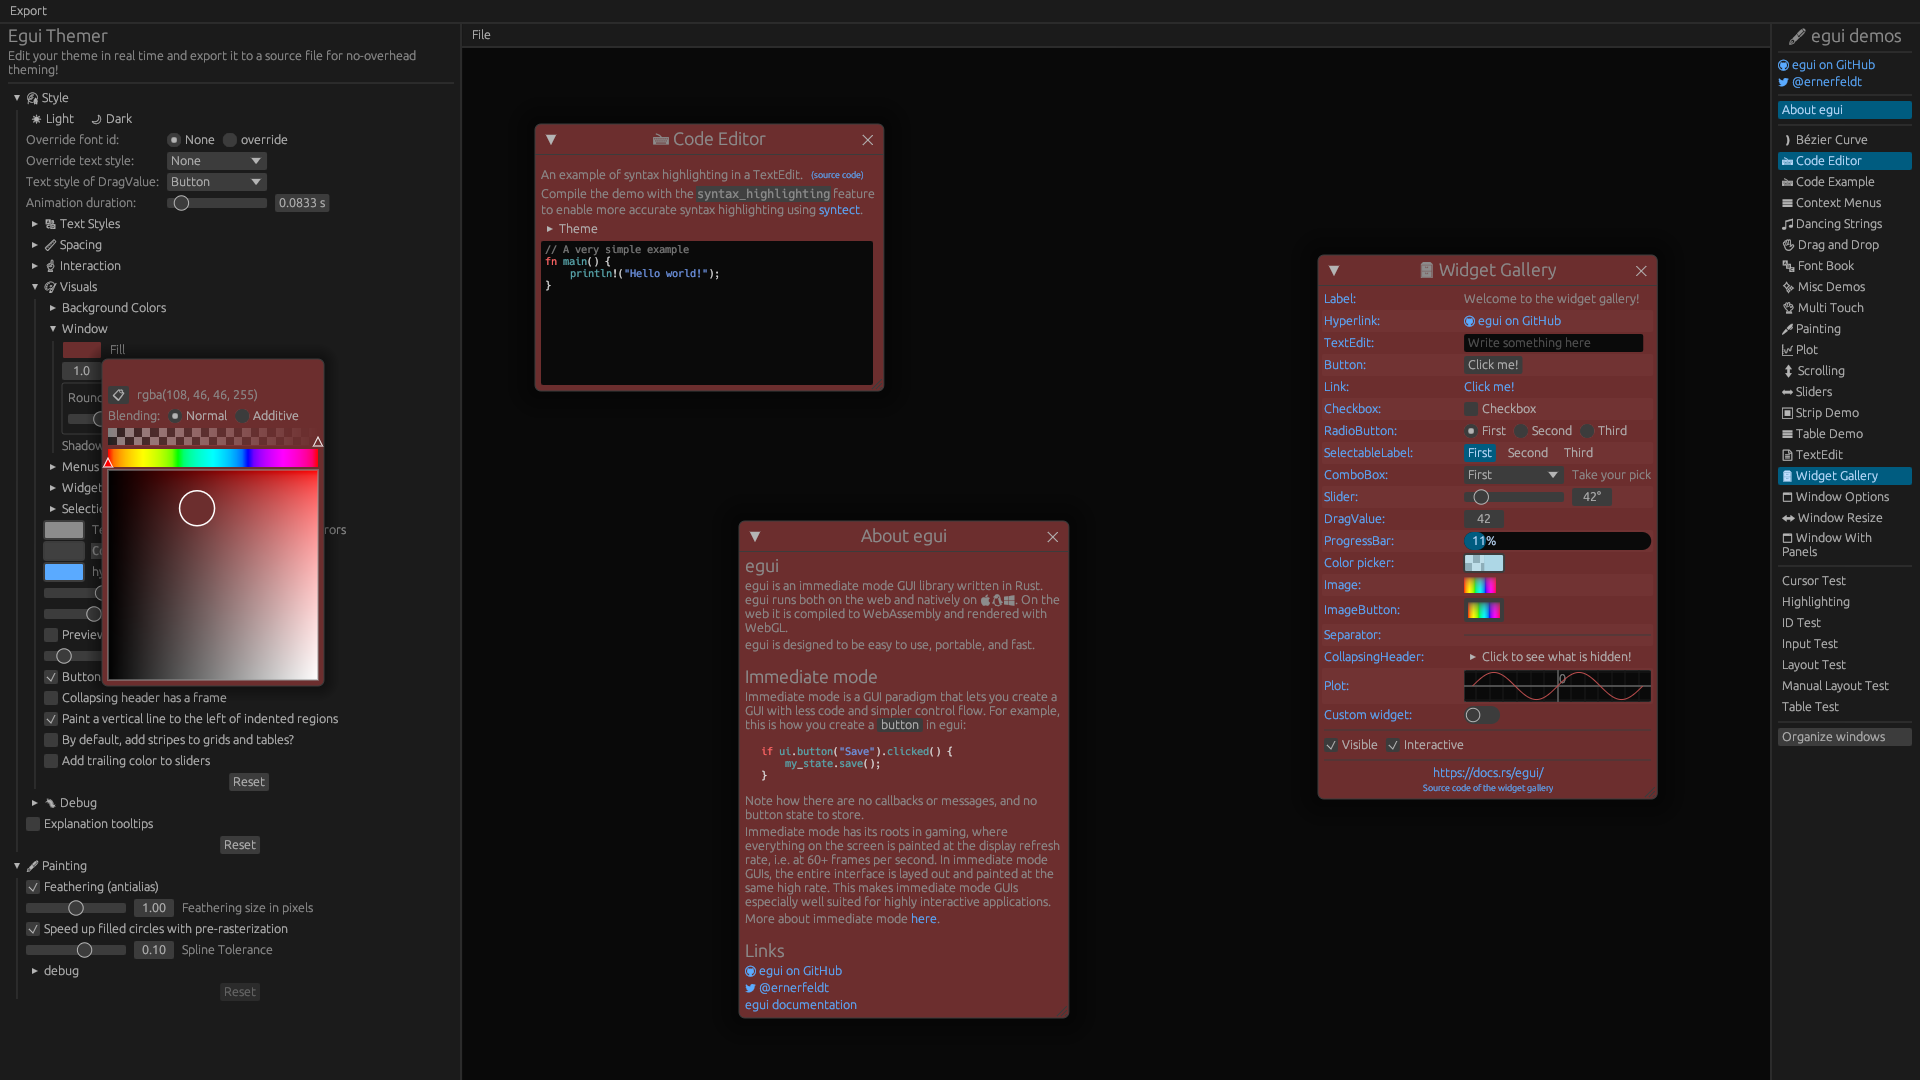 Export
Egui Themer
Edit your theme in real time and export it to a source file for no-overhead
theming!
Style
Light Dark
Override font id: None override
Override text style: None
Text style of DragValue: Button
Animation duration: 0.0833 s
Text Styles
Spacing
Interaction
Visuals
Background Colors
Window
Fill
1.0
Shadow
Menus
rgba(108, 46, 46, 255)
Blending: Normal Additive
Collapsing header has a frame
Paint a vertical line to the left of indented regions
By default, add stripes to grids and tables?
Add trailing color to sliders
Reset
Debug
Explanation tooltips
Reset
Painting
Feathering (antialias)
1.00 Feathering size in pixels
Speed up filled circles with pre-rasterization
0.10 Spline Tolerance
debug
Reset
File
Code Editor
An example of syntax highlighting in a TextEdit. (source code)
Compile the demo with the syntax_highlighting feature
to enable more accurate syntax highlighting using syntect.
Theme
// A very simple example
fn main() {
println!("Hello world!");
}
About egui
egui
egui is an immediate mode GUI library written in Rust.
egui runs both on the web and natively on . On the
web it is compiled to WebAssembly and rendered with
WebGL.
egui is designed to be easy to use, portable, and fast.
Immediate mode
Immediate mode is a GUI paradigm that lets you create a
GUI with less code and simpler control flow. For example,
this is how you create a button in egui:
if ui.button("Save").clicked() {
my_state.save();
}
Note how there are no callbacks or messages, and no
button state to store.
Immediate mode has its roots in gaming, where
everything on the screen is painted at the display refresh
rate, i.e. at 60+ frames per second. In immediate mode
GUIs, the entire interface is layed out and painted at the
same high rate. This makes immediate mode GUIs
especially well suited for highly interactive applications.
More about immediate mode here.
Links
egui on GitHub
@ernerfeldt
egui documentation
Widget Gallery
Label: Welcome to the widget gallery!
Hyperlink: egui on GitHub
TextEdit: Write something here
Button: Click me!
Link: Click me!
Checkbox: Checkbox
RadioButton: First Second Third
SelectableLabel: First Second Third
ComboBox: First Take your pick
Slider: 42°
DragValue: 42
ProgressBar: 11%
Color picker:
Image:
ImageButton:
Separator:
CollapsingHeader: Click to see what is hidden!
Plot: 0
Custom widget:
Visible Interactive
https://docs.rs/egui/
Source code of the widget gallery
egui demos
egui on GitHub
@ernerfeldt
About egui
Bézier Curve
Code Editor
Code Example
Context Menus
Dancing Strings
Drag and Drop
Font Book
Misc Demos
Multi Touch
Painting
Plot
Scrolling
Sliders
Strip Demo
Table Demo
TextEdit
Widget Gallery
Window Options
Window Resize
Window With
Panels
Cursor Test
Highlighting
ID Test
Input Test
Layout Test
Manual Layout Test
Table Test
Organize windows